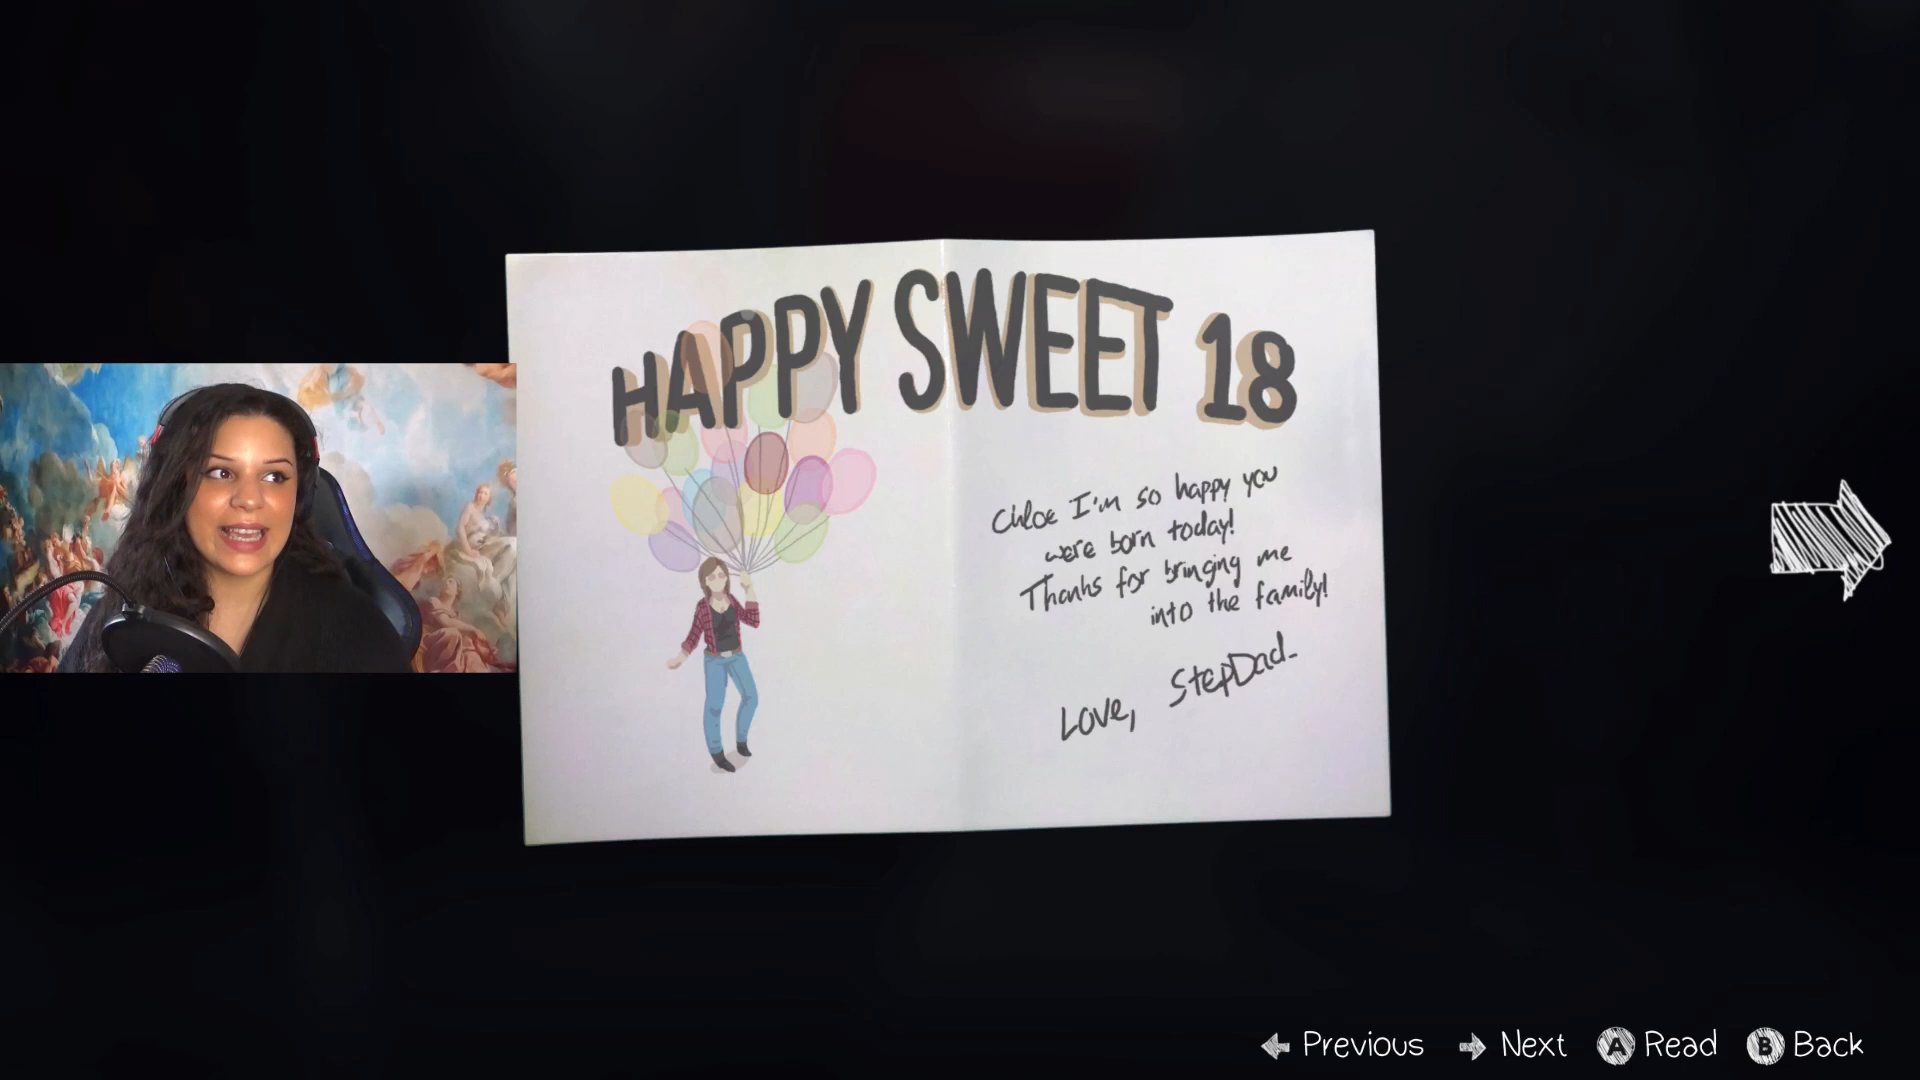 HAPPY SWEET 18
Chloe I'm so happy you
were born today!
Thanks for bringing me
into the family!
Love, StepDad
Previous Next A Read B Back